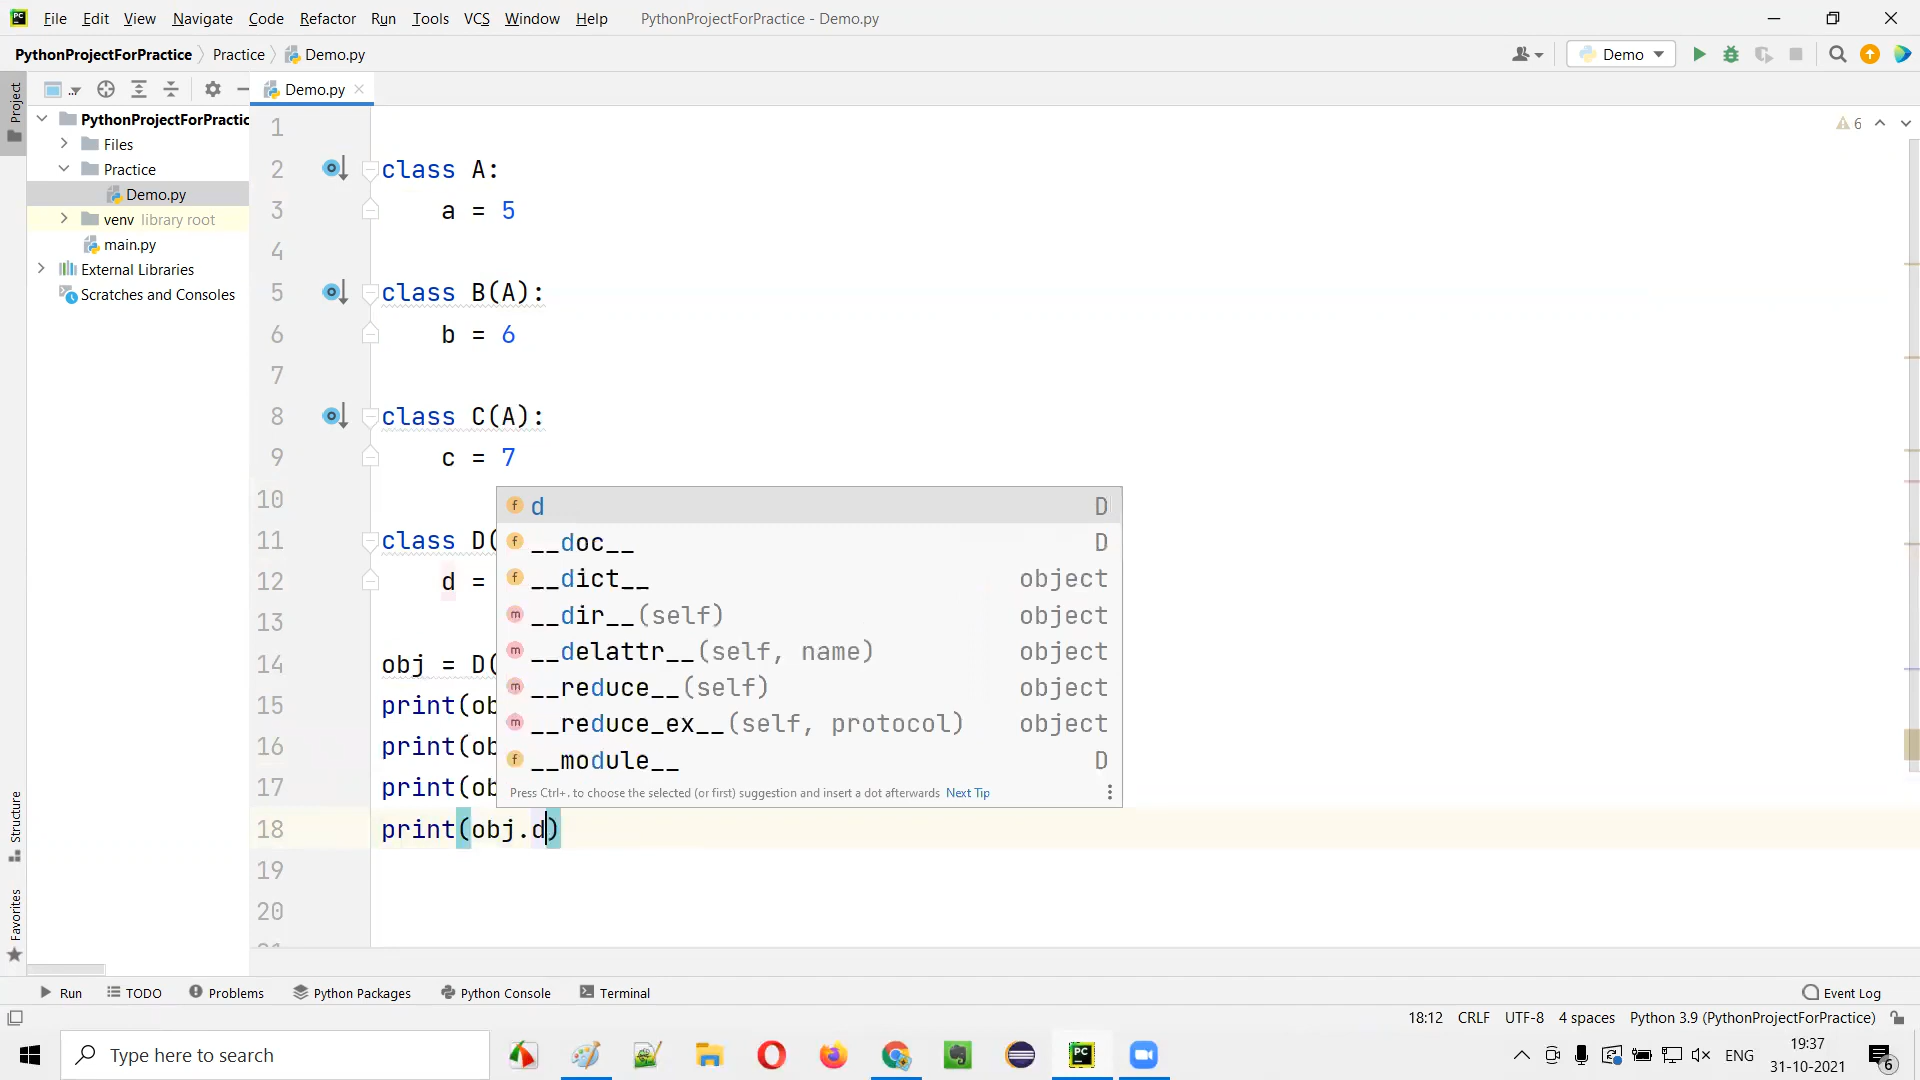 File Edit View Navigate Code Refactor Run Tools VCS Window Help PythonProjectForPractice - Demo.py
PythonProjectForPractice Practice Demo.py Demo
Project
Demo.py
PythonProjectForPractic
Files
Practice
Demo.py
venv library root
main.py
External Libraries
Scratches and Consoles
Structure
Favorites
6
1
2 class A:
3 a = 5
4
5 class B(A):
6 b = 6
7
8 class C(A):
9 c = 7
10
11 class D(
12 d =
13
14 obj = D(
15 print(ob
16 print(ob
17 print(ob
18 print(obj.d)
19
20
d D
__doc__ D
__dict__ object
__dir__(self) object
__delattr__(self, name) object
__reduce__(self) object
__reduce_ex__(self, protocol) object
__module__ D
Press Ctrl+. to choose the selected (or first) suggestion and insert a dot afterwards Next Tip
Run TODO Problems Python Packages Python Console Terminal Event Log
18:12 CRLF UTF-8 4 spaces Python 3.9 (PythonProjectForPractice)
Type here to search
ENG
19:37
31-10-2021
6